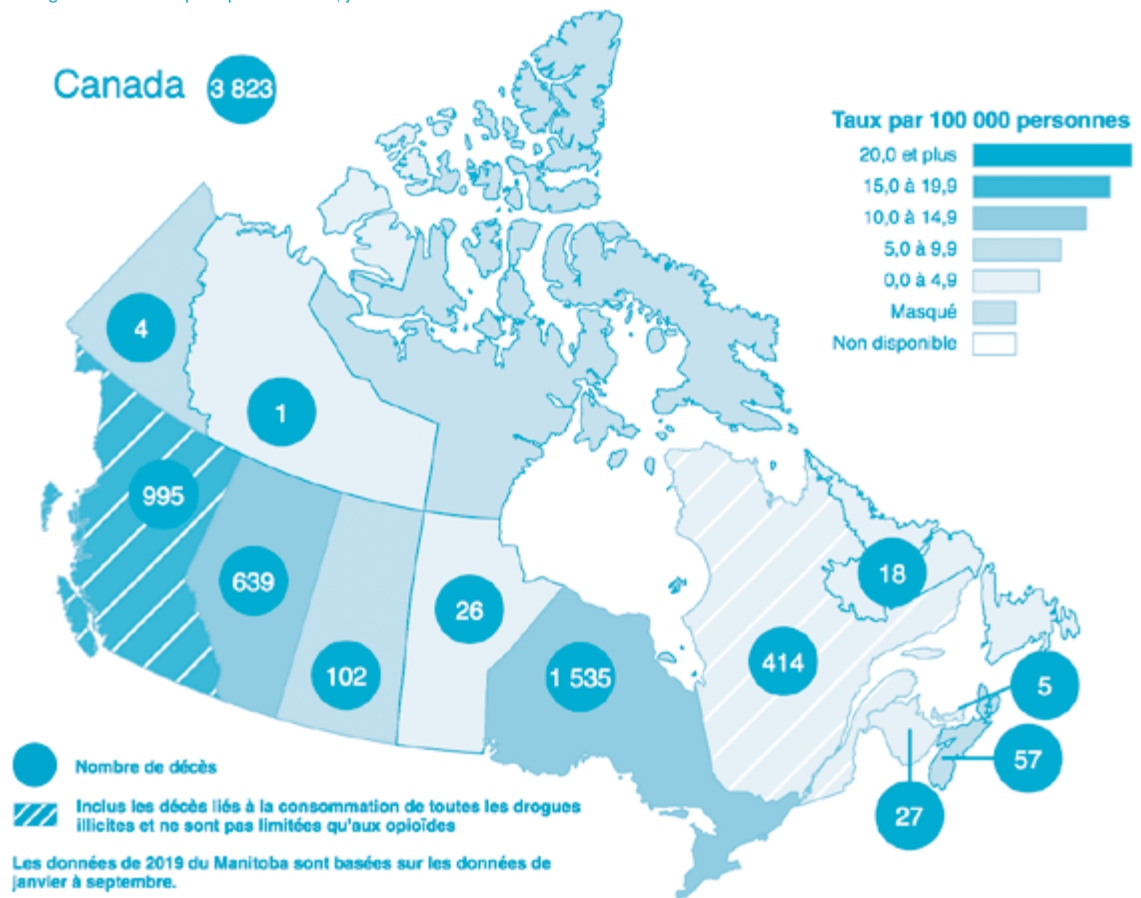 Canada 3 823
Taux par 100 000 personnes
20,0 et plus
15,0 à 19,9
10,0 à 14,9
5,0 à 9,9
0,0 à 4,9
Masqué
Non disponible
4
1
995
639
102
26
1 535
414
18
5
57
27
Nombre de décès
Inclus les décès liés à la consommation de toutes les drogues
illicites et ne sont pas limitées qu'aux opioïdes
Les données de 2019 du Manitoba sont basées sur les données de
janvier à septembre.